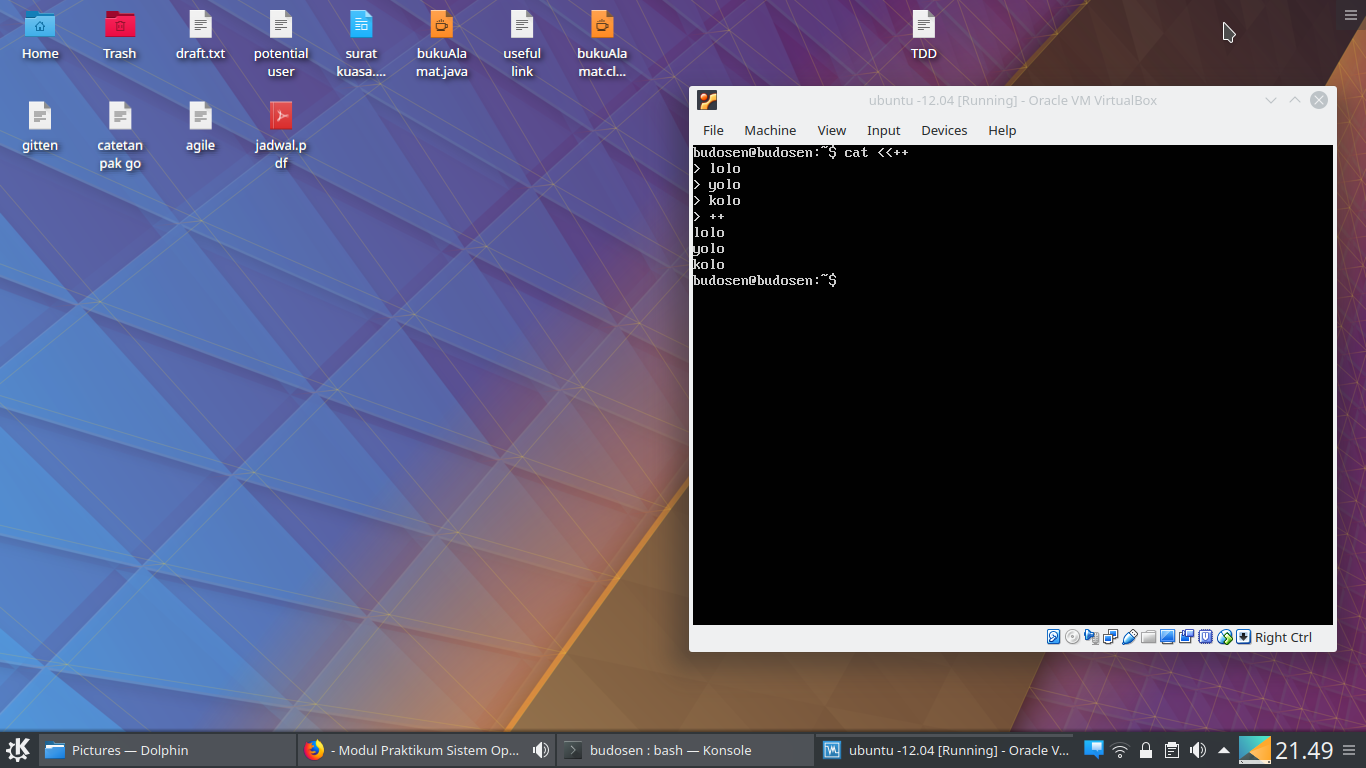 Home
Trash
draft.txt
potential
user
surat
kuasa....
bukuAla
mat.java
useful
link
bukuAla
mat.cl...
TDD
gitten
catetan
pak go
agile
jadwal.p
df
ubuntu -12.04 [Running] - Oracle VM VirtualBox
File Machine View Input Devices Help
budosen@budosen:~$ cat <<++
> lolo
> yolo
> kolo
> ++
lolo
yolo
kolo
budosen@budosen:~$
Right Ctrl
Pictures — Dolphin
- Modul Praktikum Sistem Op...
budosen : bash — Konsole
ubuntu -12.04 [Running] - Oracle V...
21.49